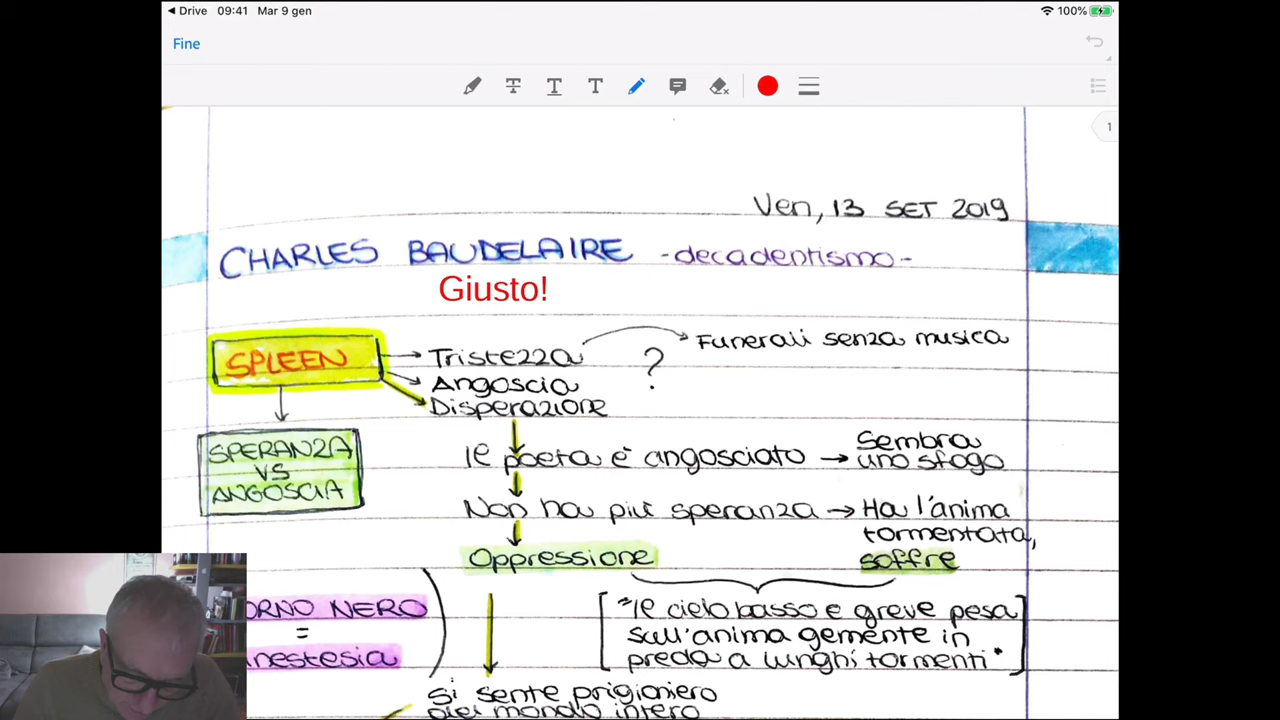 Drive 09:41 Mar 9 gen 100%
Fine
T T T
1
Ven, 13 SET 2019
CHARLES BAUDELAIRE -decadentismo-
Giusto!
SPLEEN
Tristezza
Angoscia
Disperazione
?
Funerali senza musica
SPERANZA
VS
ANGOSCIA
Il poeta è angosciato
Sembra
uno sfogo
Non ha più speranza
Ha l'anima
tormentata,
soffre
Oppressione
ORNO NERO
=
nestesia
"Il cielo basso e greve pesa
sull'anima gemente in
preda a lunghi tormenti"
Si sente prigioniero
del mondo intero